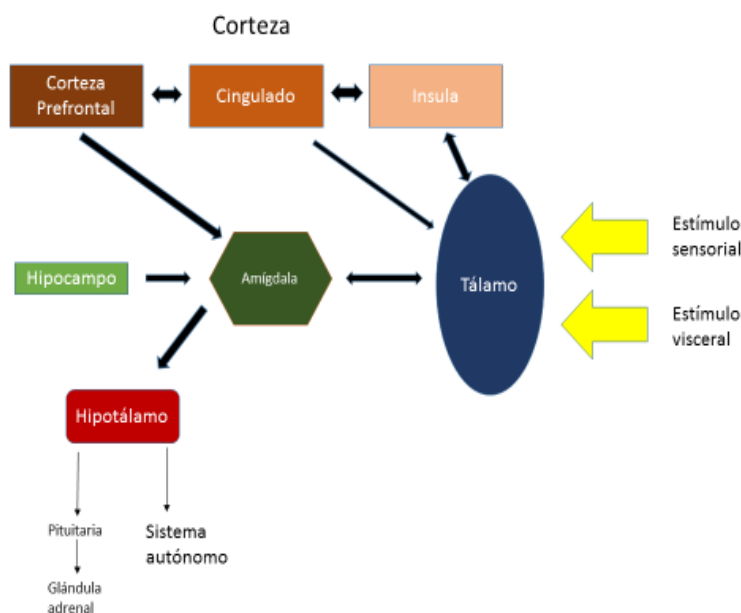 Corteza
Corteza
Prefrontal
Cingulado
Insula
Estímulo
sensorial
Hipocampo
Amígdala
Tálamo
Estímulo
visceral
Hipotálamo
Pituitaria
Sistema
autónomo
Glándula
adrenal